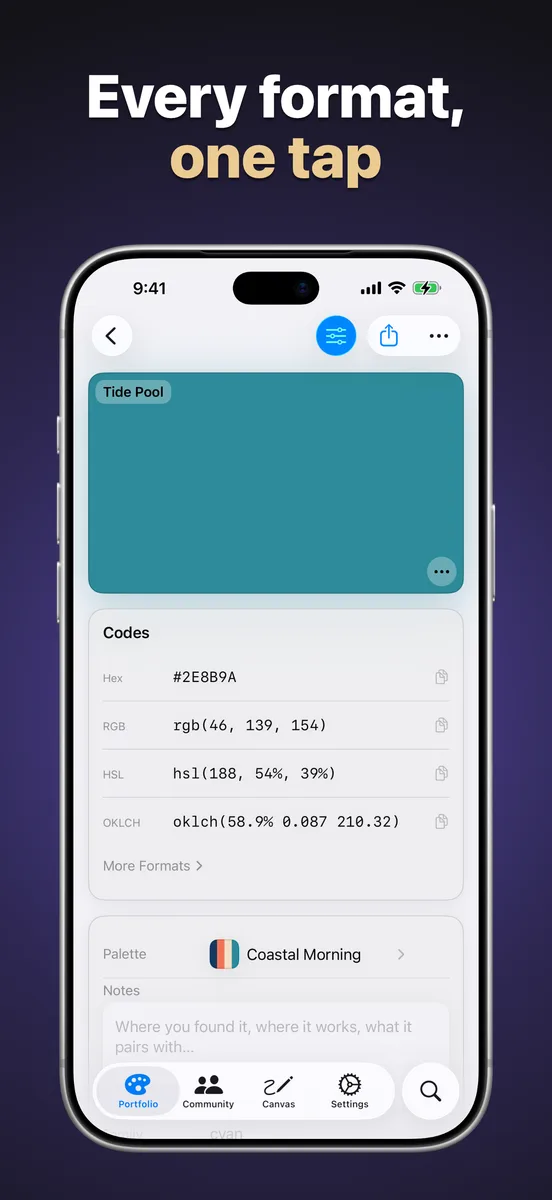 Every format,
one tap
9:41
Tide Pool
Codes
Hex #2E8B9A
RGB rgb(46, 139, 154)
HSL hsl(188, 54%, 39%)
OKLCH oklch(58.9% 0.087 210.32)
More Formats
Palette Coastal Morning
Notes
Where you found it, where it works, what it
pairs with...
Portfolio Community Canvas Settings
cyan